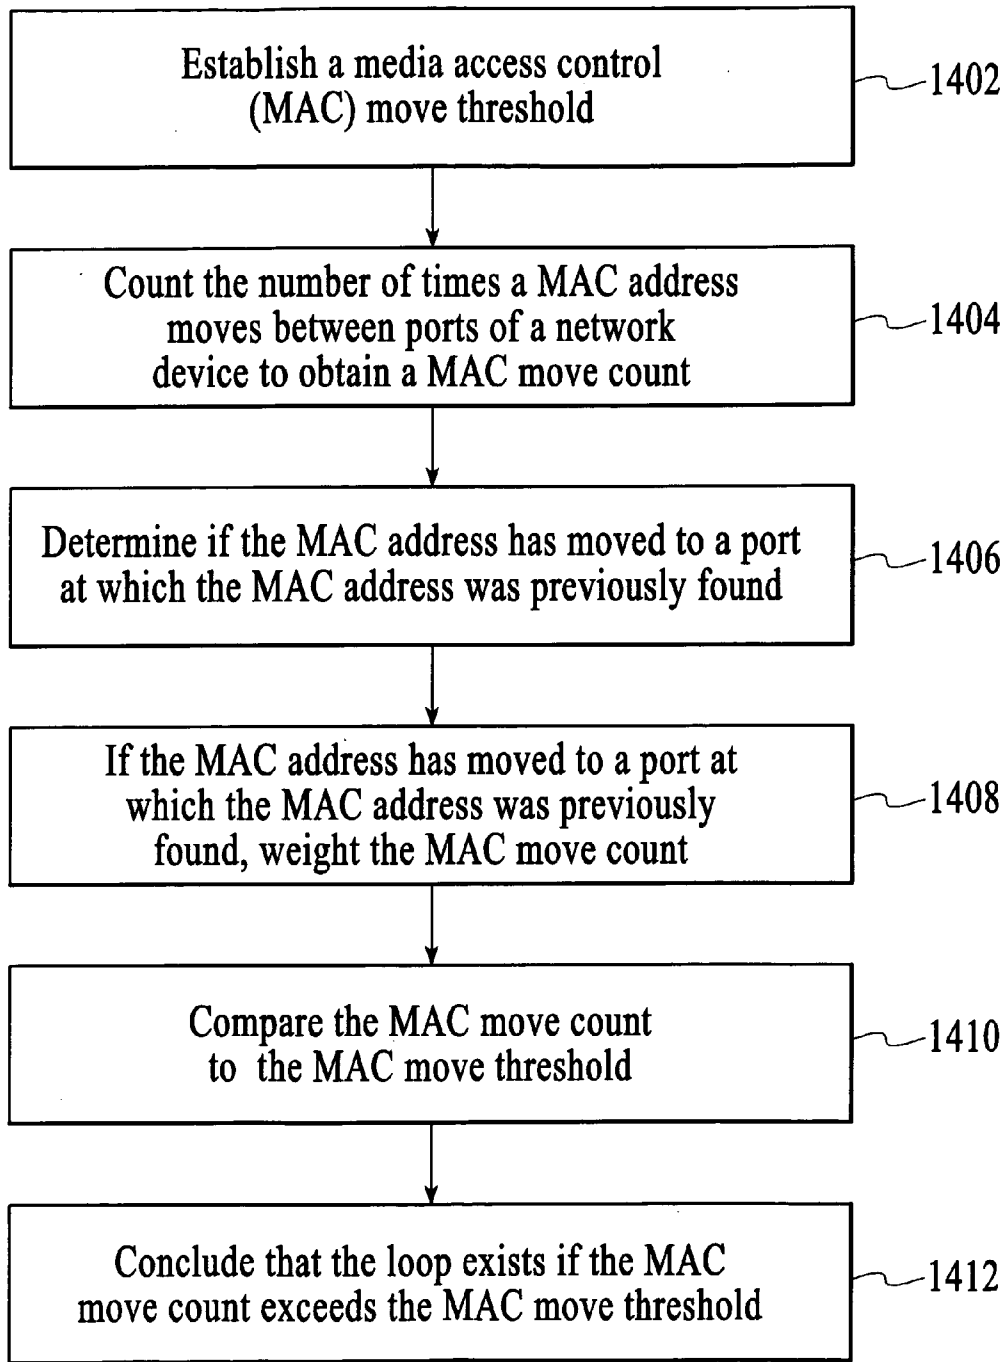 Establish a media access control
(MAC) move threshold
1402
Count the number of times a MAC address
moves between ports of a network
device to obtain a MAC move count
1404
Determine if the MAC address has moved to a port
at which the MAC address was previously found
1406
If the MAC address has moved to a port at
which the MAC address was previously
found, weight the MAC move count
1408
Compare the MAC move count
to the MAC move threshold
1410
Conclude that the loop exists if the MAC
move count exceeds the MAC move threshold
1412